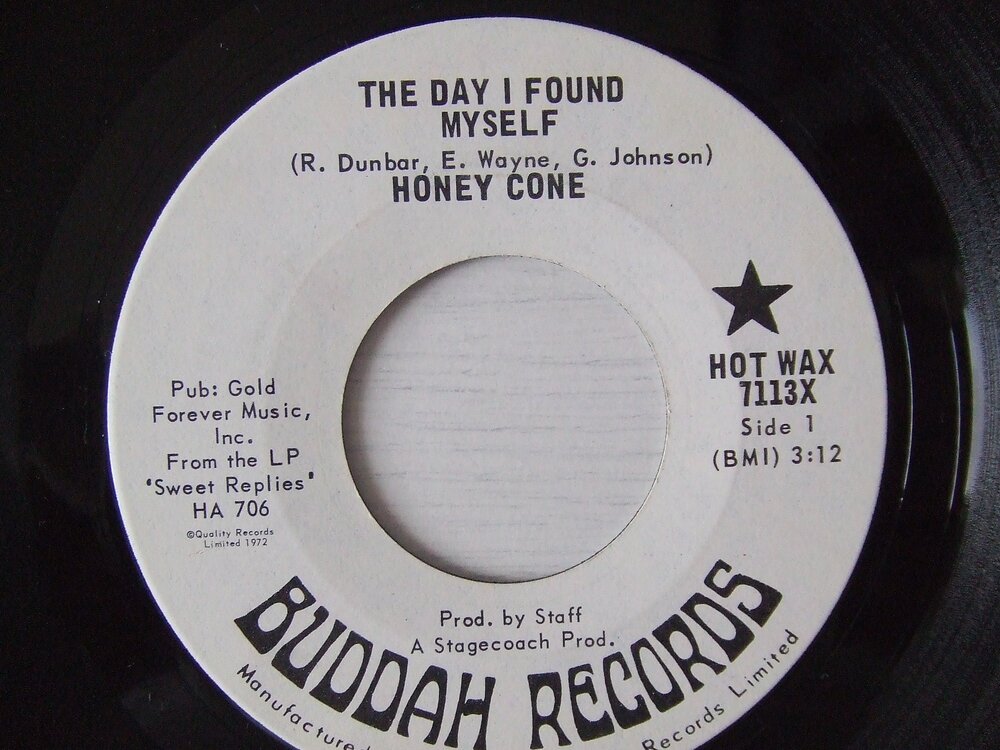 THE DAY I FOUND
MYSELF
(R. Dunbar, E. Wayne, G. Johnson)
HONEY CONE
HOT WAX
7113X
Side 1
(BMI) 3:12
Pub: Gold
Forever Music,
Inc.
From the LP
'Sweet Replies'
HA 706
©Quality Records
Limited 1972
Prod. by Staff
A Stagecoach Prod.
BUDDAH RECORDS
Records Limited